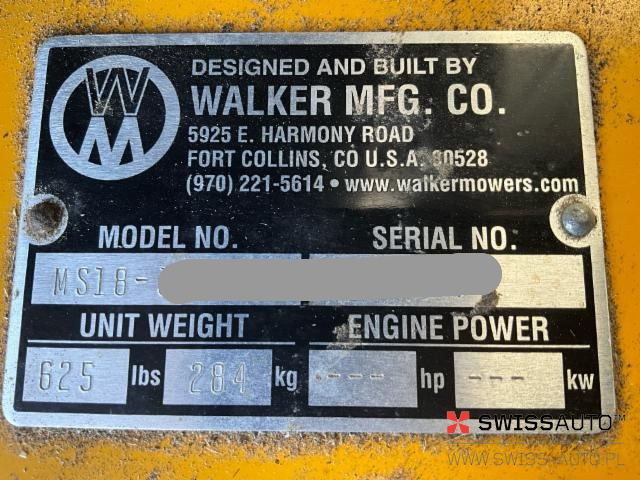 WM
DESIGNED AND BUILT BY
WALKER MFG. CO.
5925 E. HARMONY ROAD
FORT COLLINS, CO U.S.A. 80528
(970) 221-5614 • www.walkermowers.com
MODEL NO. SERIAL NO.
MS18-
UNIT WEIGHT ENGINE POWER
625 lbs 284 kg ---- hp --- kw
SWISSAUTO™
WWW.SWISS-AUTO.PL